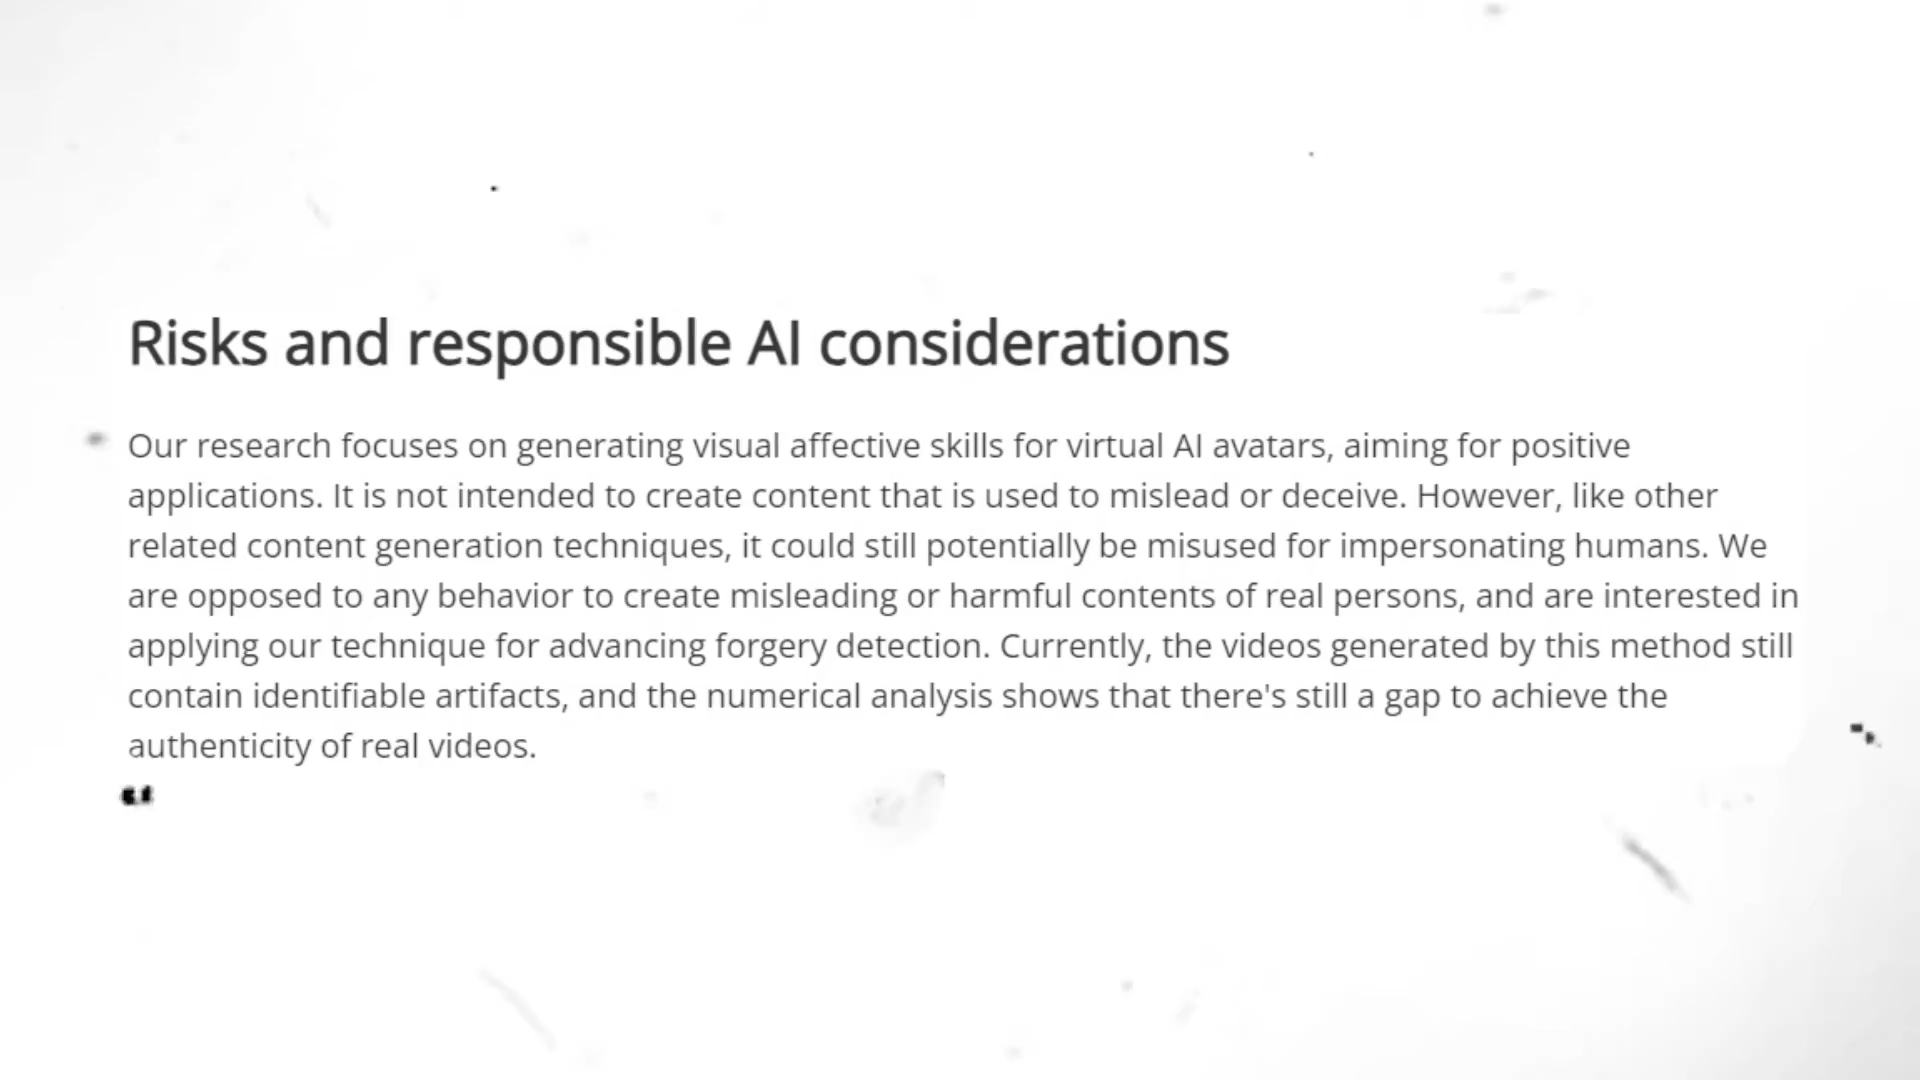 Risks and responsible AI considerations
Our research focuses on generating visual affective skills for virtual AI avatars, aiming for positive
applications. It is not intended to create content that is used to mislead or deceive. However, like other
related content generation techniques, it could still potentially be misused for impersonating humans. We
are opposed to any behavior to create misleading or harmful contents of real persons, and are interested in
applying our technique for advancing forgery detection. Currently, the videos generated by this method still
contain identifiable artifacts, and the numerical analysis shows that there's still a gap to achieve the
authenticity of real videos.